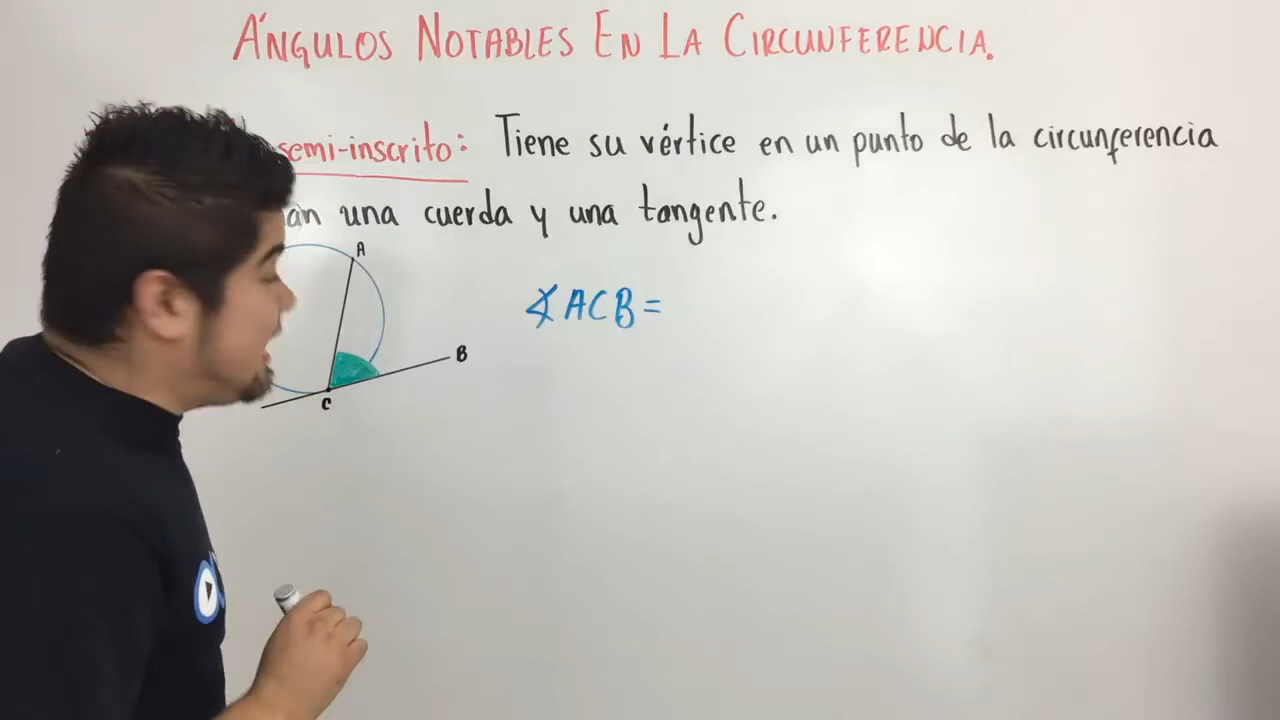 ÁNGULOS NOTABLES EN LA CIRCUNFERENCIA.
semi-inscrito: Tiene su vértice en un punto de la circunferencia
una cuerda y una tangente.
A
∡ACB=
B
C